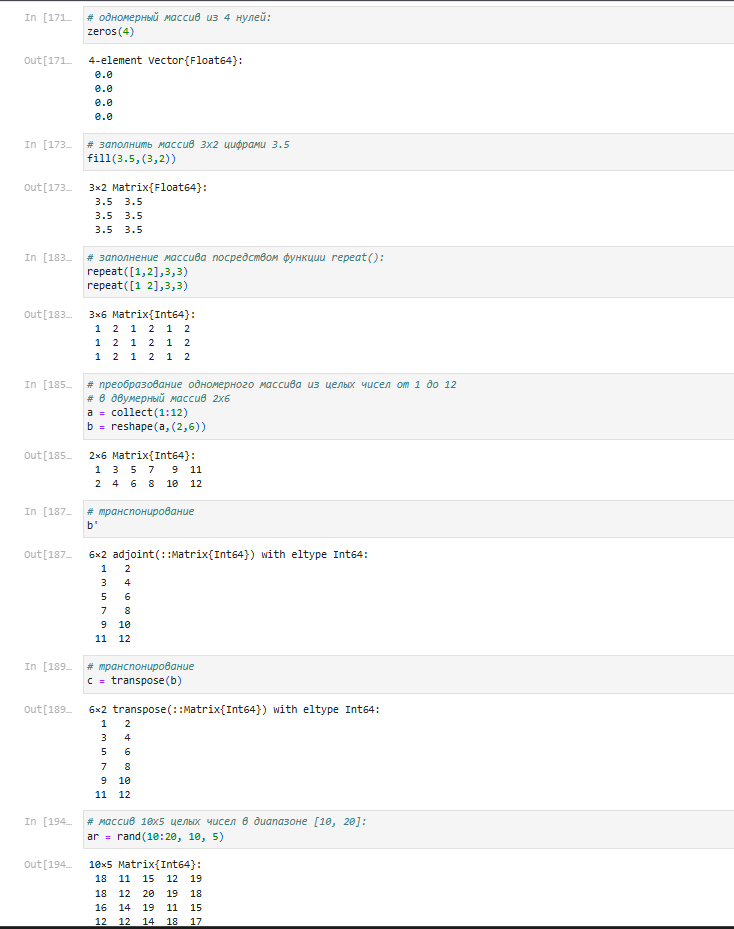 In [171…
# одномерный массив из 4 нулей:
zeros(4)
Out[171…
4-element Vector{Float64}:
0.0
0.0
0.0
0.0
In [173…
# заполнить массив 3x2 цифрами 3.5
fill(3.5,(3,2))
Out[173…
3×2 Matrix{Float64}:
3.5  3.5
3.5  3.5
3.5  3.5
In [183…
# заполнение массива посредством функции repeat():
repeat([1,2],3,3)
repeat([1 2],3,3)
Out[183…
3×6 Matrix{Int64}:
1  2  1  2  1  2
1  2  1  2  1  2
1  2  1  2  1  2
In [185…
# преобразование одномерного массива из целых чисел от 1 до 12
# в двумерный массив 2x6
a = collect(1:12)
b = reshape(a,(2,6))
Out[185…
2×6 Matrix{Int64}:
1  3  5  7   9  11
2  4  6  8  10  12
In [187…
# транспонирование
b'
Out[187…
6×2 adjoint(::Matrix{Int64}) with eltype Int64:
1   2
3   4
5   6
7   8
9  10
11  12
In [189…
# транспонирование
c = transpose(b)
Out[189…
6×2 transpose(::Matrix{Int64}) with eltype Int64:
1   2
3   4
5   6
7   8
9  10
11  12
In [194…
# массив 10x5 целых чисел в диапазоне [10, 20]:
ar = rand(10:20, 10, 5)
Out[194…
10×5 Matrix{Int64}:
18  11  15  12  19
18  12  20  19  18
16  14  19  11  15
12  12  14  18  17